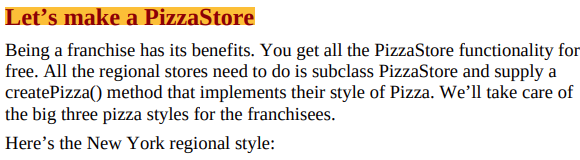 Let’s make a PizzaStore
Being a franchise has its benefits. You get all the PizzaStore functionality for
free. All the regional stores need to do is subclass PizzaStore and supply a
createPizza() method that implements their style of Pizza. We’ll take care of
the big three pizza styles for the franchisees.
Here’s the New York regional style: